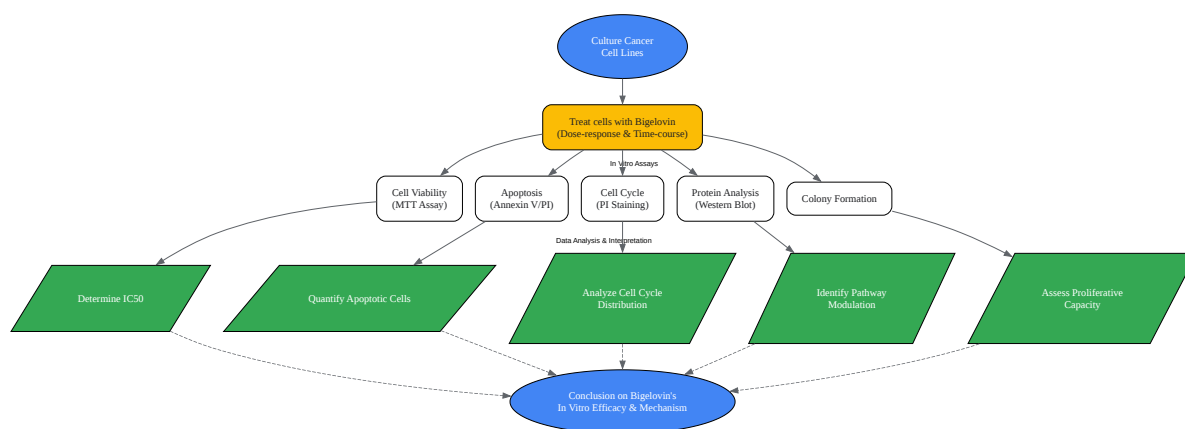 Culture Cancer
Cell Lines
Treat cells with Bigelovin
(Dose-response & Time-course)
In Vitro Assays
Cell Viability
(MTT Assay)
Apoptosis
(Annexin V/PI)
Cell Cycle
(PI Staining)
Protein Analysis
(Western Blot)
Colony Formation
Data Analysis & Interpretation
Determine IC50
Quantify Apoptotic Cells
Analyze Cell Cycle
Distribution
Identify Pathway
Modulation
Assess Proliferative
Capacity
Conclusion on Bigelovin's
In Vitro Efficacy & Mechanism